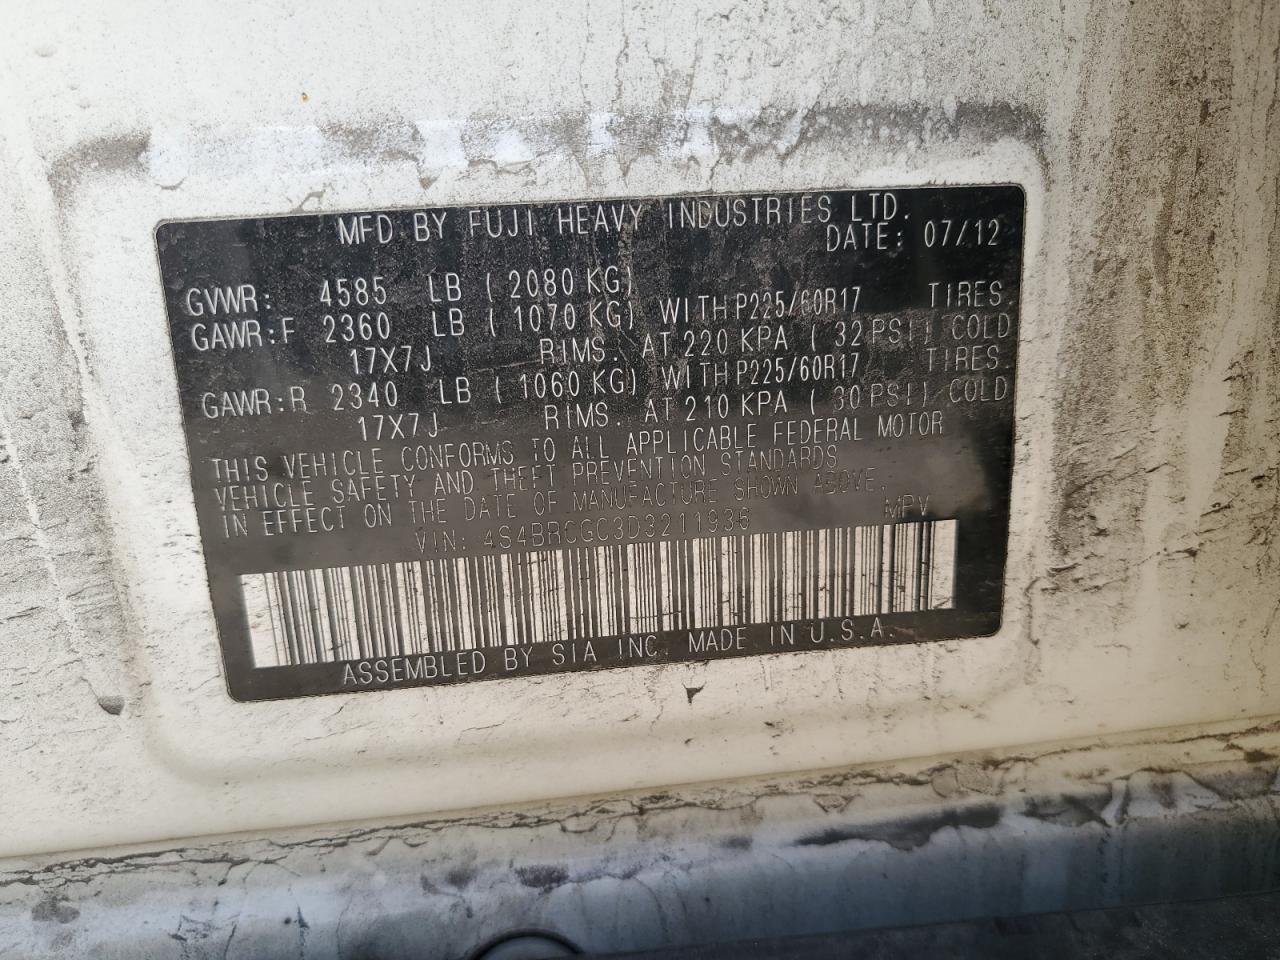 MFD BY FUJI HEAVY INDUSTRIES LTD.
DATE: 07/12
GVWR: 4585 LB ( 2080 KG)
GAWR:F 2360 LB ( 1070 KG) WITH P225/60R17 TIRES.
17X7J RIMS. AT 220 KPA ( 32 PSI) COLD
GAWR:R 2340 LB ( 1060 KG) WITH P225/60R17 TIRES.
17X7J RIMS. AT 210 KPA ( 30 PSI) COLD
THIS VEHICLE CONFORMS TO ALL APPLICABLE FEDERAL MOTOR
VEHICLE SAFETY AND THEFT PREVENTION STANDARDS
IN EFFECT ON THE DATE OF MANUFACTURE SHOWN ABOVE.
VIN: 4S4BRCGC3D3211936 MPV
ASSEMBLED BY SIA INC. MADE IN U.S.A.